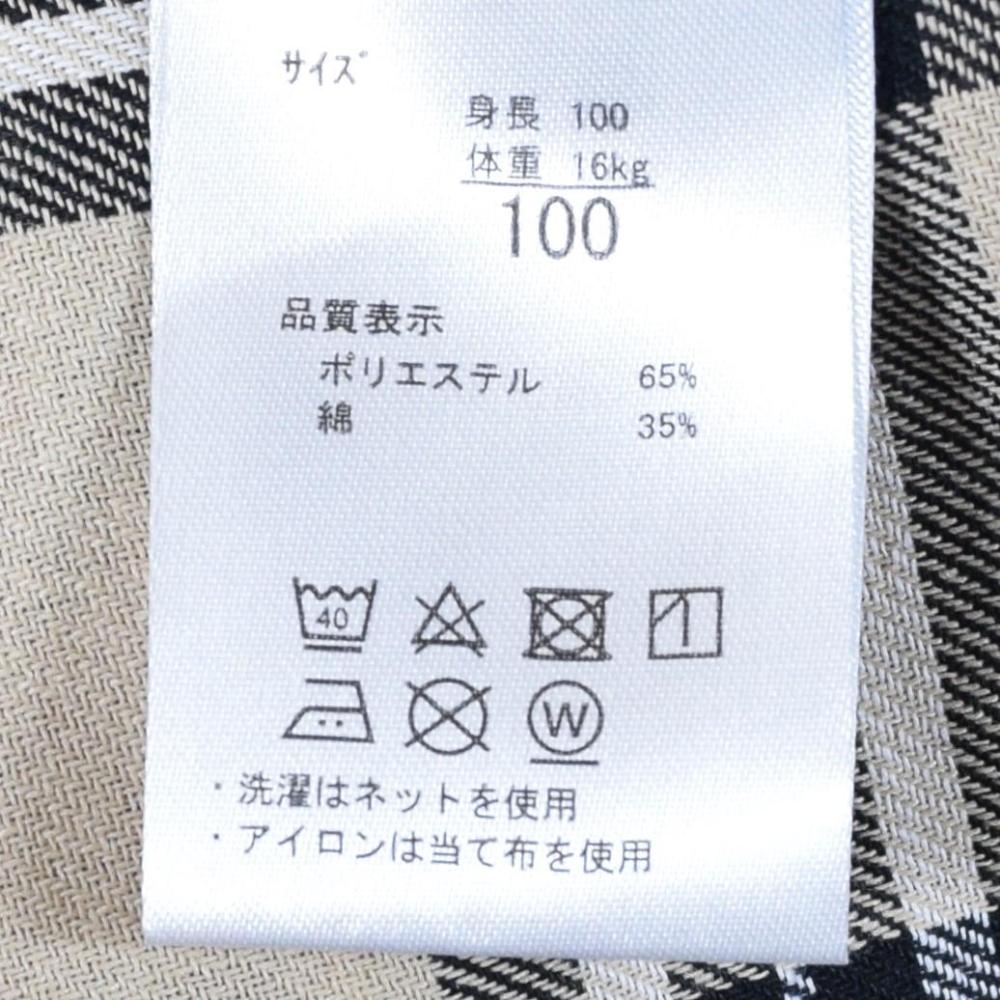 サイズ
身長 100
体重 16kg
100
品質表示
ポリエステル 65%
綿 35%
40
W
・洗濯はネットを使用
・アイロンは当て布を使用